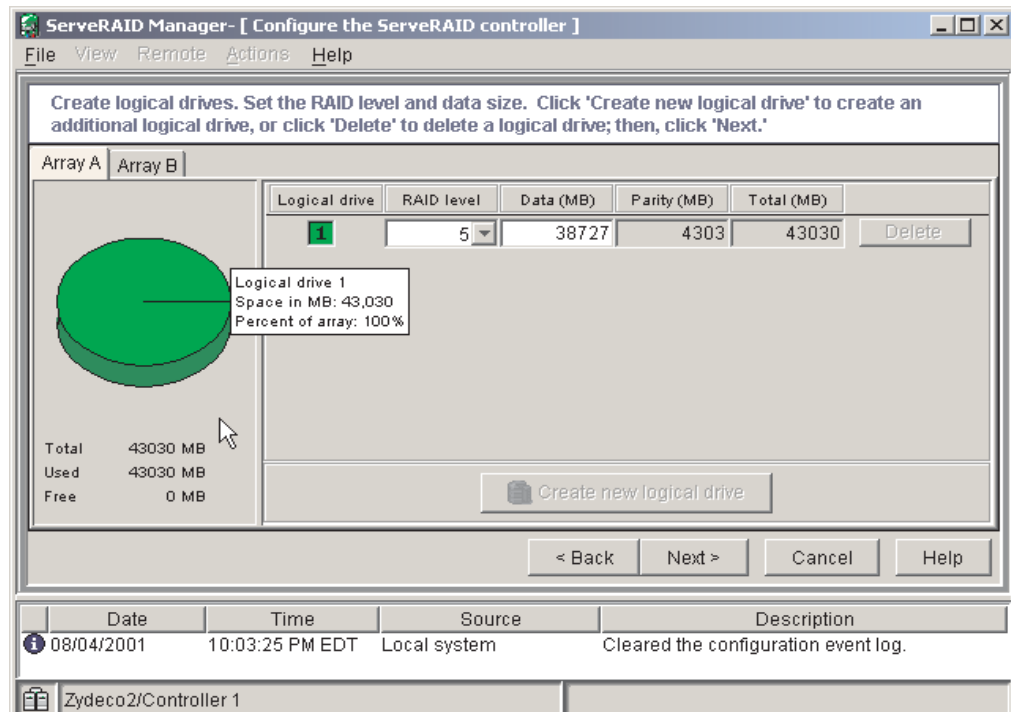 ServeRAID Manager- [ Configure the ServeRAID controller ]
File View Remote Actions Help
Create logical drives. Set the RAID level and data size. Click 'Create new logical drive' to create an
additional logical drive, or click 'Delete' to delete a logical drive; then, click 'Next.'
Array A Array B
Logical drive RAID level Data (MB) Parity (MB) Total (MB)
1 5 38727 4303 43030 Delete
Logical drive 1
Space in MB: 43,030
Percent of array: 100%
Total 43030 MB
Used 43030 MB
Free 0 MB
Create new logical drive
< Back Next > Cancel Help
Date Time Source Description
08/04/2001 10:03:25 PM EDT Local system Cleared the configuration event log.
Zydeco2/Controller 1